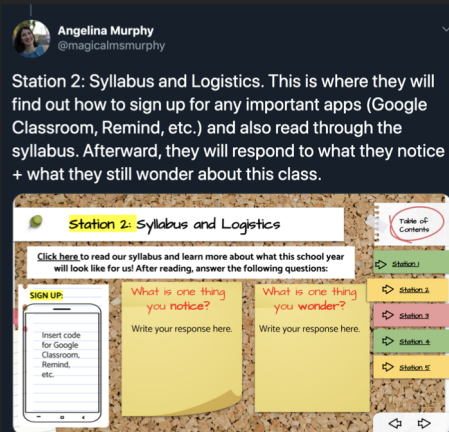 Angelina Murphy
@magicalmsmurphy
Station 2: Syllabus and Logistics. This is where they will
find out how to sign up for any important apps (Google
Classroom, Remind, etc.) and also read through the
syllabus. Afterward, they will respond to what they notice
+ what they still wonder about this class.
Station 2: Syllabus and Logistics
Table of
Contents
Click here to read our syllabus and learn more about what this school year
will look like for us! After reading, answer the following questions:
Station 1
Station 2
Station 3
Station 4
Station 5
SIGN UP:
Insert code
for Google
Classroom,
Remind,
etc.
What is one thing
you notice?
Write your response here.
What is one thing
you wonder?
Write your response here.